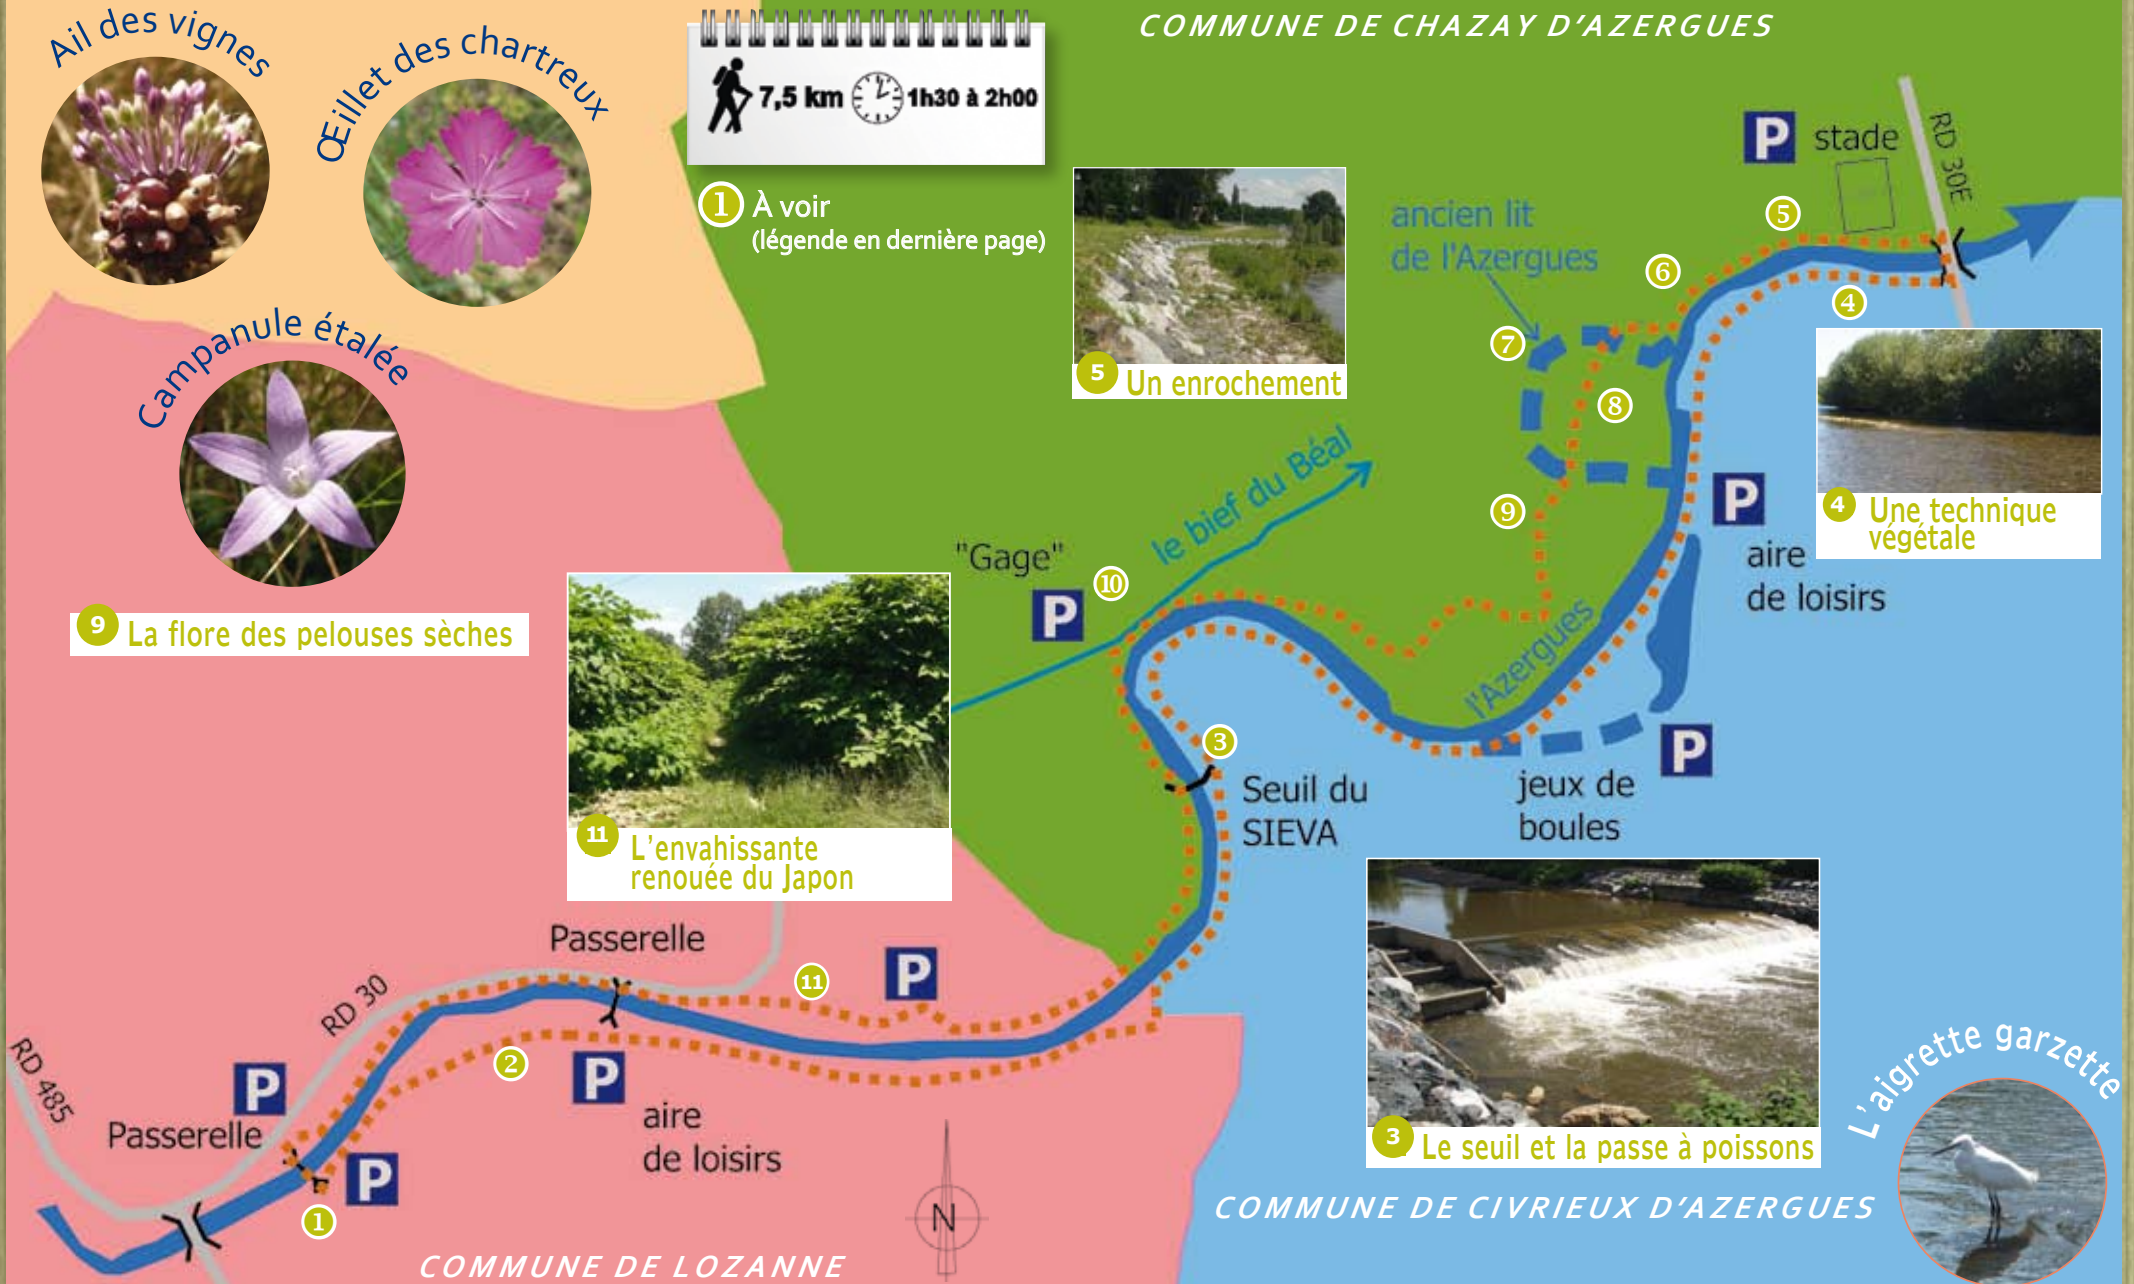 Ail des vignes
Œillet des chartreux
Campanule étalée
9 La flore des pelouses sèches
7,5 km 1h30 à 2h00
1 À voir
(légende en dernière page)
COMMUNE DE CHAZAY D'AZERGUES
P stade
RD 30E
5
6
4
ancien lit
de l'Azergues
7
8
9
5 Un enrochement
4 Une technique
végétale
le bief du Béal
"Gage"
P
10
P
aire
de loisirs
l'Azergues
P
jeux de
boules
3
Seuil du
SIEVA
11 L'envahissante
renouée du Japon
3 Le seuil et la passe à poissons
Passerelle
11
P
RD 30
RD 485
2
P
aire
de loisirs
P
Passerelle
P
1
N
L'aigrette garzette
COMMUNE DE CIVRIEUX D'AZERGUES
COMMUNE DE LOZANNE